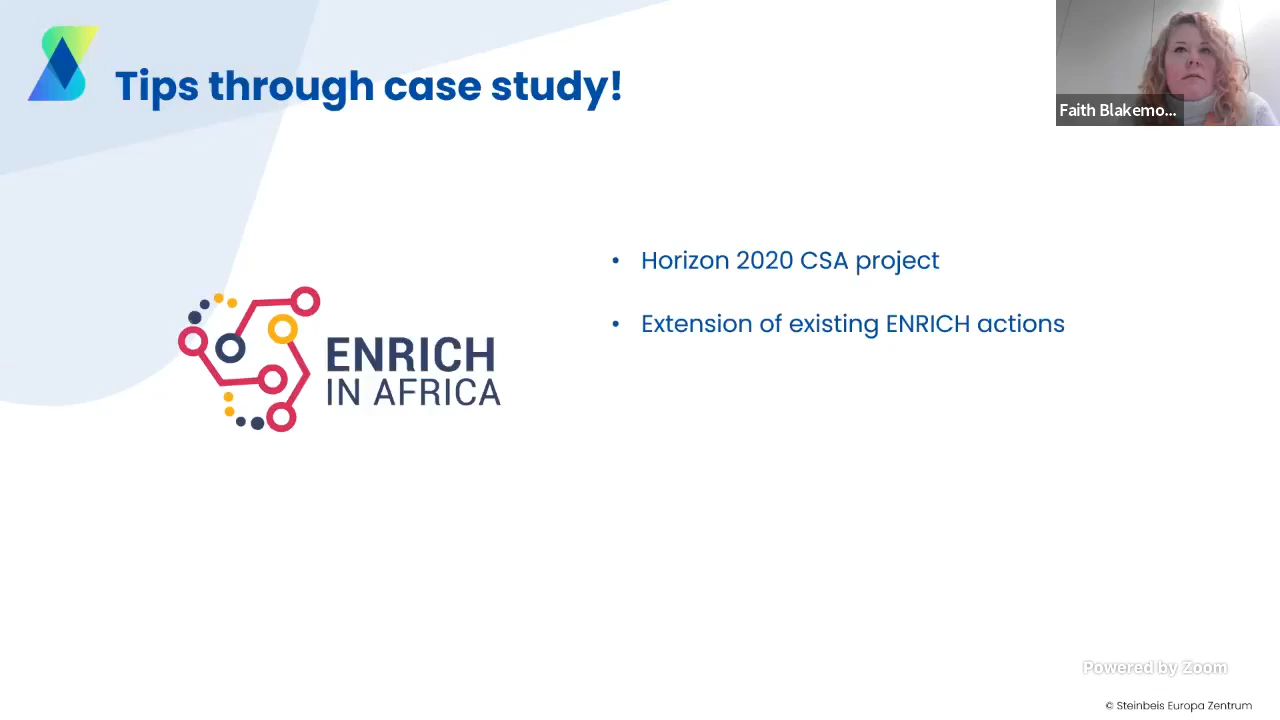 Tips through case study!
Faith Blakemo...
• Horizon 2020 CSA project
• Extension of existing ENRICH actions
ENRICH
IN AFRICA
Powered by Zoom
© Steinbeis Europa Zentrum